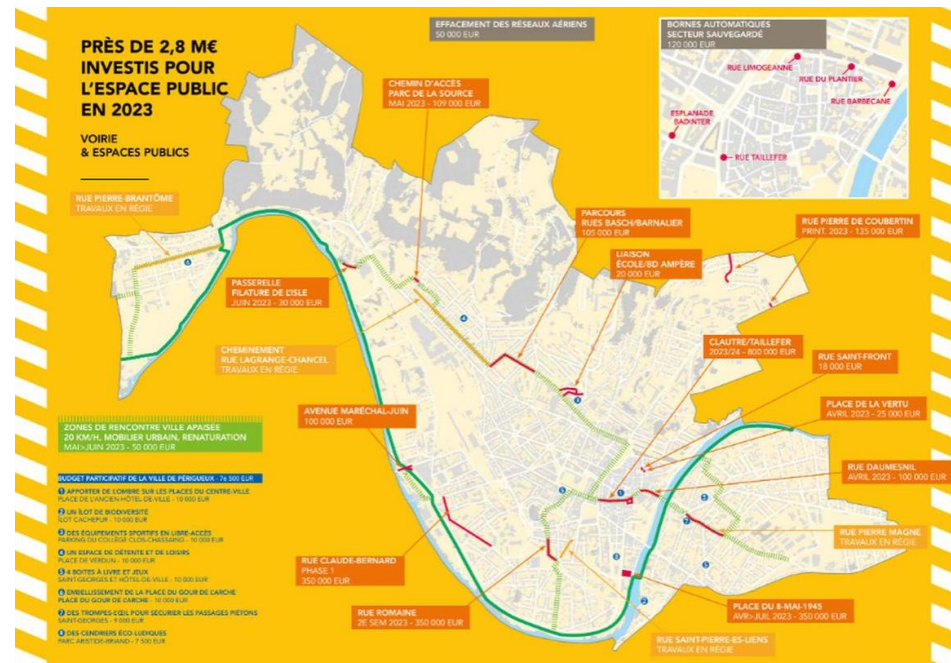 PRÈS DE 2,8 M€
INVESTIS POUR
L'ESPACE PUBLIC
EN 2023
VOIRIE
& ESPACES PUBLICS
EFFACEMENT DES RÉSEAUX AÉRIENS
50 000 EUR
BORNES AUTOMATIQUES
SECTEUR SAUVEGARDÉ
120 000 EUR
RUE LIMOGEANNE
RUE DU PLANTIER
RUE BARBECANE
ESPLANADE
BADINTER
RUE TAILLEFER
CHEMIN D'ACCÈS
PARC DE LA SOURCE
MAI 2023 - 109 000 EUR
RUE PIERRE-BRANTÔME
TRAVAUX EN RÉGIE
PARCOURS
RUES BASCH/BARNALIER
105 000 EUR
RUE PIERRE DE COUBERTIN
PRINT. 2023 - 135 000 EUR
LIAISON
ÉCOLE/BD AMPÈRE
20 000 EUR
PASSERELLE
FILATURE DE L'ISLE
JUIN 2023 - 30 000 EUR
CHEMINEMENT
RUE LAGRANGE-CHANCEL
TRAVAUX EN RÉGIE
CLAUTRE/TAILLEFER
2023/24 - 800 000 EUR
RUE SAINT-FRONT
18 000 EUR
AVENUE MARÉCHAL-JUIN
100 000 EUR
PLACE DE LA VERTU
AVRIL 2023 - 25 000 EUR
ZONES DE RENCONTRE VILLE APAISÉE
20 KM/H, MOBILIER URBAIN, RENATURATION
MAI>JUIN 2023 - 50 000 EUR
RUE DAUMESNIL
AVRIL 2023 - 100 000 EUR
BUDGET PARTICIPATIF DE LA VILLE DE PÉRIGUEUX - 76 500 EUR
1 APPORTER DE L'OMBRE SUR LES PLACES DU CENTRE-VILLE
PLACE DE L'ANCIEN-HÔTEL-DE-VILLE - 10 000 EUR
2 UN ÎLOT DE BIODIVERSITÉ
ÎLOT CACHEPUR - 10 000 EUR
3 DES ÉQUIPEMENTS SPORTIFS EN LIBRE-ACCÈS
PARKING DU COLLÈGE CLOS-CHASSAING - 10 000 EUR
4 UN ESPACE DE DÉTENTE ET DE LOISIRS
PLACE DE VERDUN - 10 000 EUR
5 4 BOITES À LIVRE ET JEUX
SAINT-GEORGES ET HÔTEL-DE-VILLE - 10 000 EUR
6 EMBELLISSEMENT DE LA PLACE DU GOUR DE L'ARCHE
PLACE DU GOUR DE L'ARCHE - 10 000 EUR
7 DES TROMPES-L'ŒIL POUR SÉCURISER LES PASSAGES PIÉTONS
SAINT-GEORGES - 9 000 EUR
8 DES CENDRIERS ÉCO-LUDIQUES
PARC ARISTIDE-BRIAND - 7 500 EUR
RUE PIERRE MAGNE
TRAVAUX EN RÉGIE
RUE CLAUDE-BERNARD
PHASE 1
350 000 EUR
RUE ROMAINE
2E SEM 2023 - 350 000 EUR
PLACE DU 8-MAI-1945
AVR>JUIL 2023 - 350 000 EUR
RUE SAINT-PIERRE-ES-LIENS
TRAVAUX EN RÉGIE